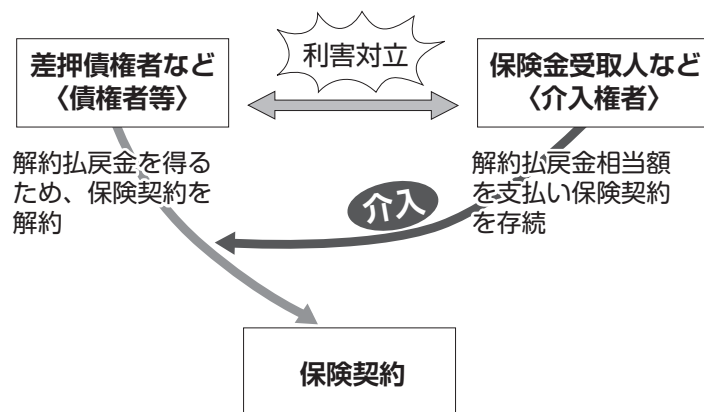 利害対立
差押債権者など
〈債権者等〉
保険金受取人など
〈介入権者〉
解約払戻金を得る
ため、保険契約を
解約
解約払戻金相当額
を支払い保険契約
を存続
介入
保険契約